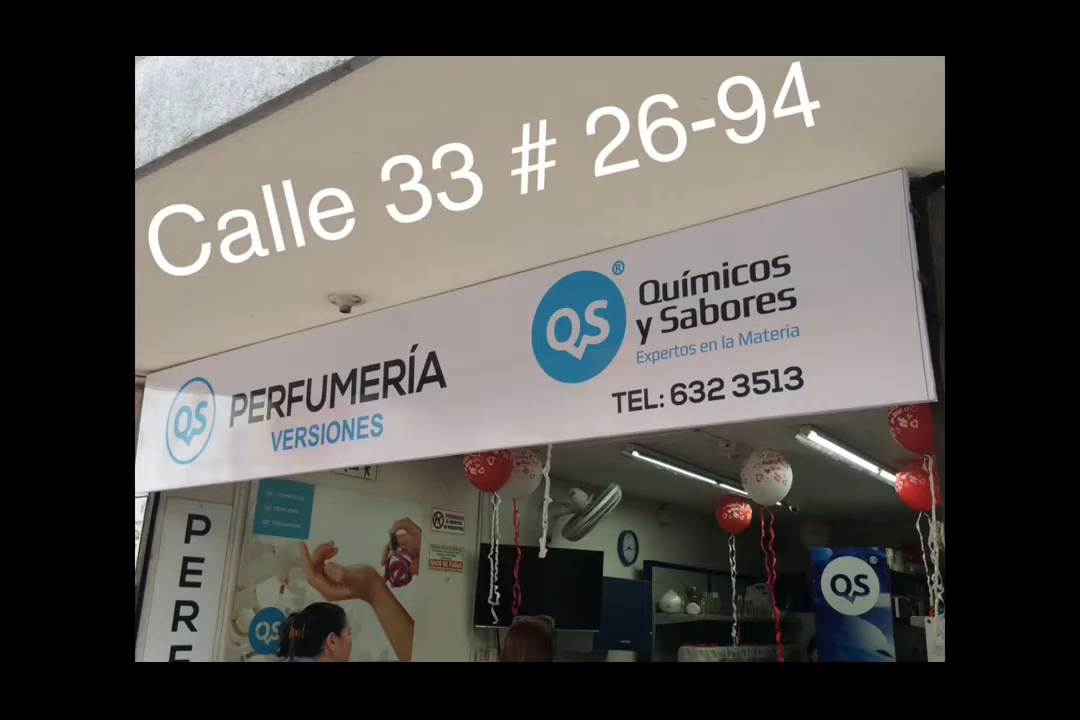 Calle 33 # 26-94
QS
PERFUMERÍA
VERSIONES
QS®
Químicos
y Sabores
Expertos en la Materia
TEL: 632 3513
PERF
QS
QS®